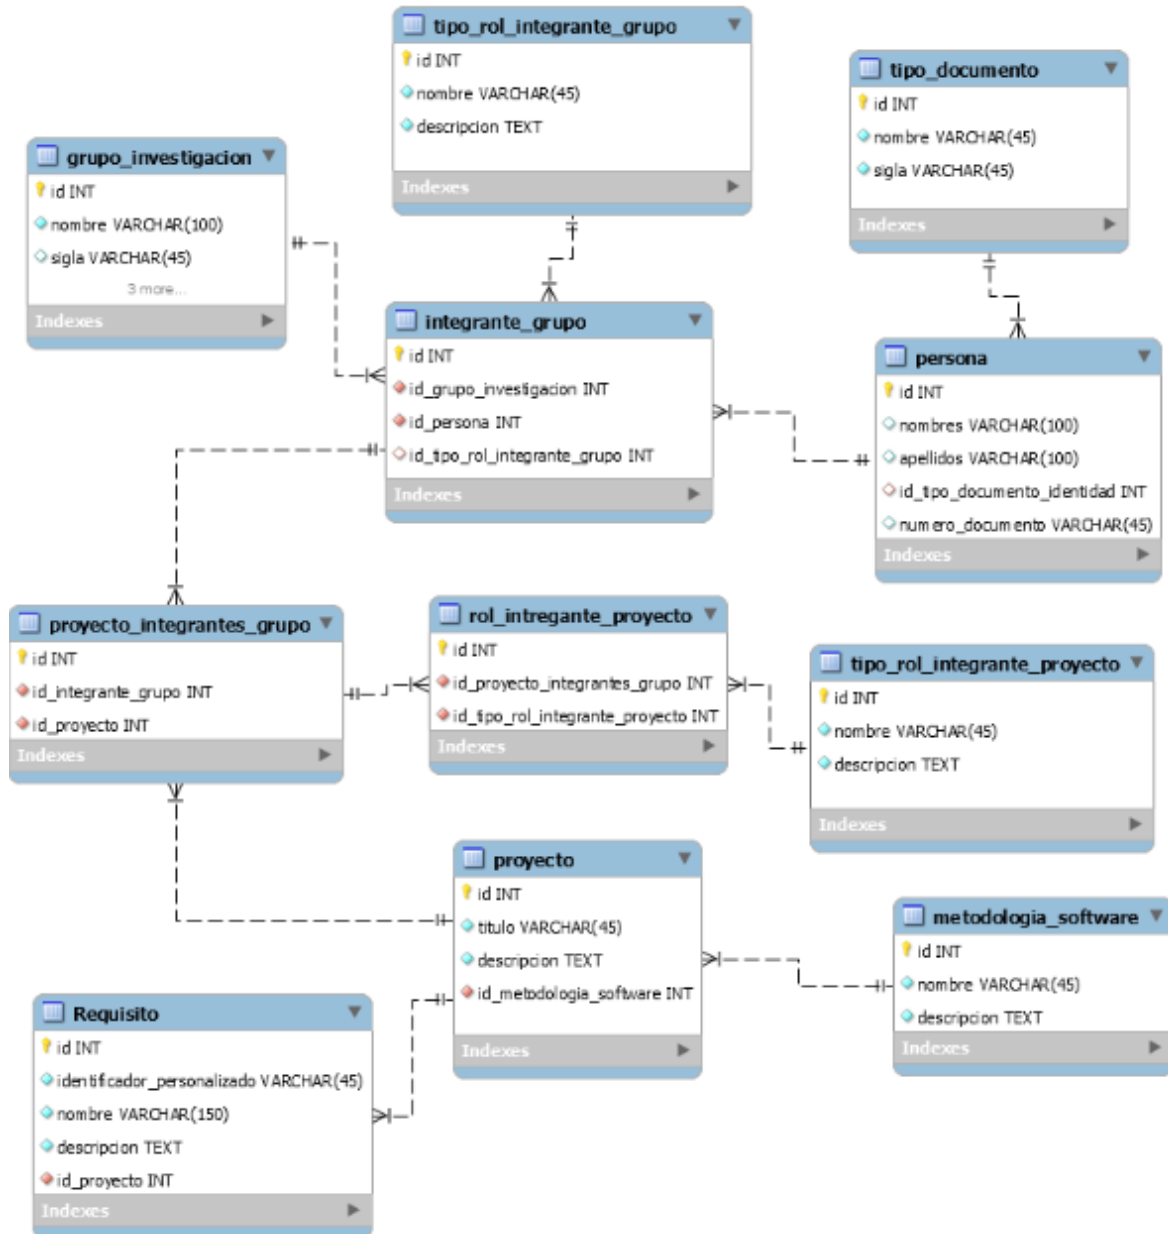 tipo_rol_integrante_grupo
id INT
nombre VARCHAR(45)
descripcion TEXT
Indexes
tipo_documento
id INT
nombre VARCHAR(45)
sigla VARCHAR(45)
Indexes
grupo_investigacion
id INT
nombre VARCHAR(100)
sigla VARCHAR(45)
3 more...
Indexes
integrante_grupo
id INT
id_grupo_investigacion INT
id_persona INT
id_tipo_rol_integrante_grupo INT
Indexes
persona
id INT
nombres VARCHAR(100)
apellidos VARCHAR(100)
id_tipo_documento_identidad INT
numero_documento VARCHAR(45)
Indexes
proyecto_integrantes_grupo
id INT
id_integrante_grupo INT
id_proyecto INT
Indexes
rol_intregante_proyecto
id INT
id_proyecto_integrantes_grupo INT
id_tipo_rol_integrante_proyecto INT
Indexes
tipo_rol_integrante_proyecto
id INT
nombre VARCHAR(45)
descripcion TEXT
Indexes
proyecto
id INT
titulo VARCHAR(45)
descripcion TEXT
id_metodologia_software INT
Indexes
metodologia_software
id INT
nombre VARCHAR(45)
descripcion TEXT
Indexes
Requisito
id INT
identificador_personalizado VARCHAR(45)
nombre VARCHAR(150)
descripcion TEXT
id_proyecto INT
Indexes